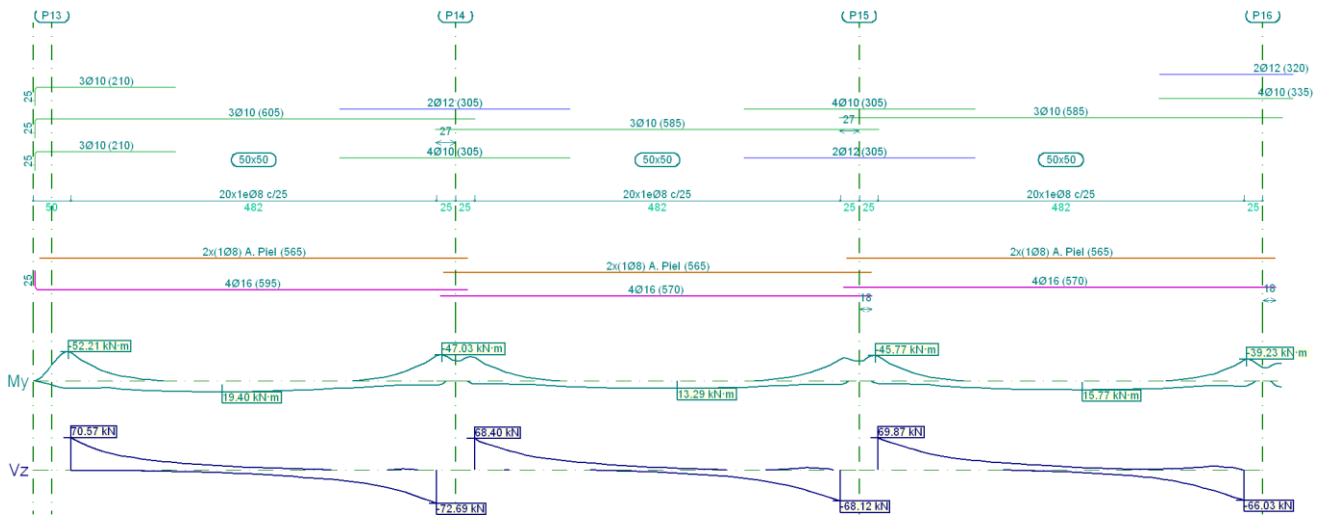 P13 P14 P15 P16
2Ø12 (320)
3Ø10 (210)
25
4Ø10 (335)
2Ø12 (305) 4Ø10 (305)
3Ø10 (605) 3Ø10 (585)
25 27 3Ø10 (585) 27
3Ø10 (210) 4Ø10 (305) 2Ø12 (305)
25 50x50 50x50 50x50
20x1eØ8 c/25 20x1eØ8 c/25 20x1eØ8 c/25
50 482 25 25 482 25 25 482 25
2x(1Ø8) A. Piel (565) 2x(1Ø8) A. Piel (565)
2x(1Ø8) A. Piel (565)
25 4Ø16 (595) 4Ø16 (570)
4Ø16 (570) 18 18
-52.21 kN·m -47.03 kN·m -45.77 kN·m -39.23 kN·m
My
19.40 kN·m 13.29 kN·m 15.77 kN·m
70.57 kN 68.40 kN 69.87 kN
Vz
-72.69 kN -68.12 kN -66.03 kN